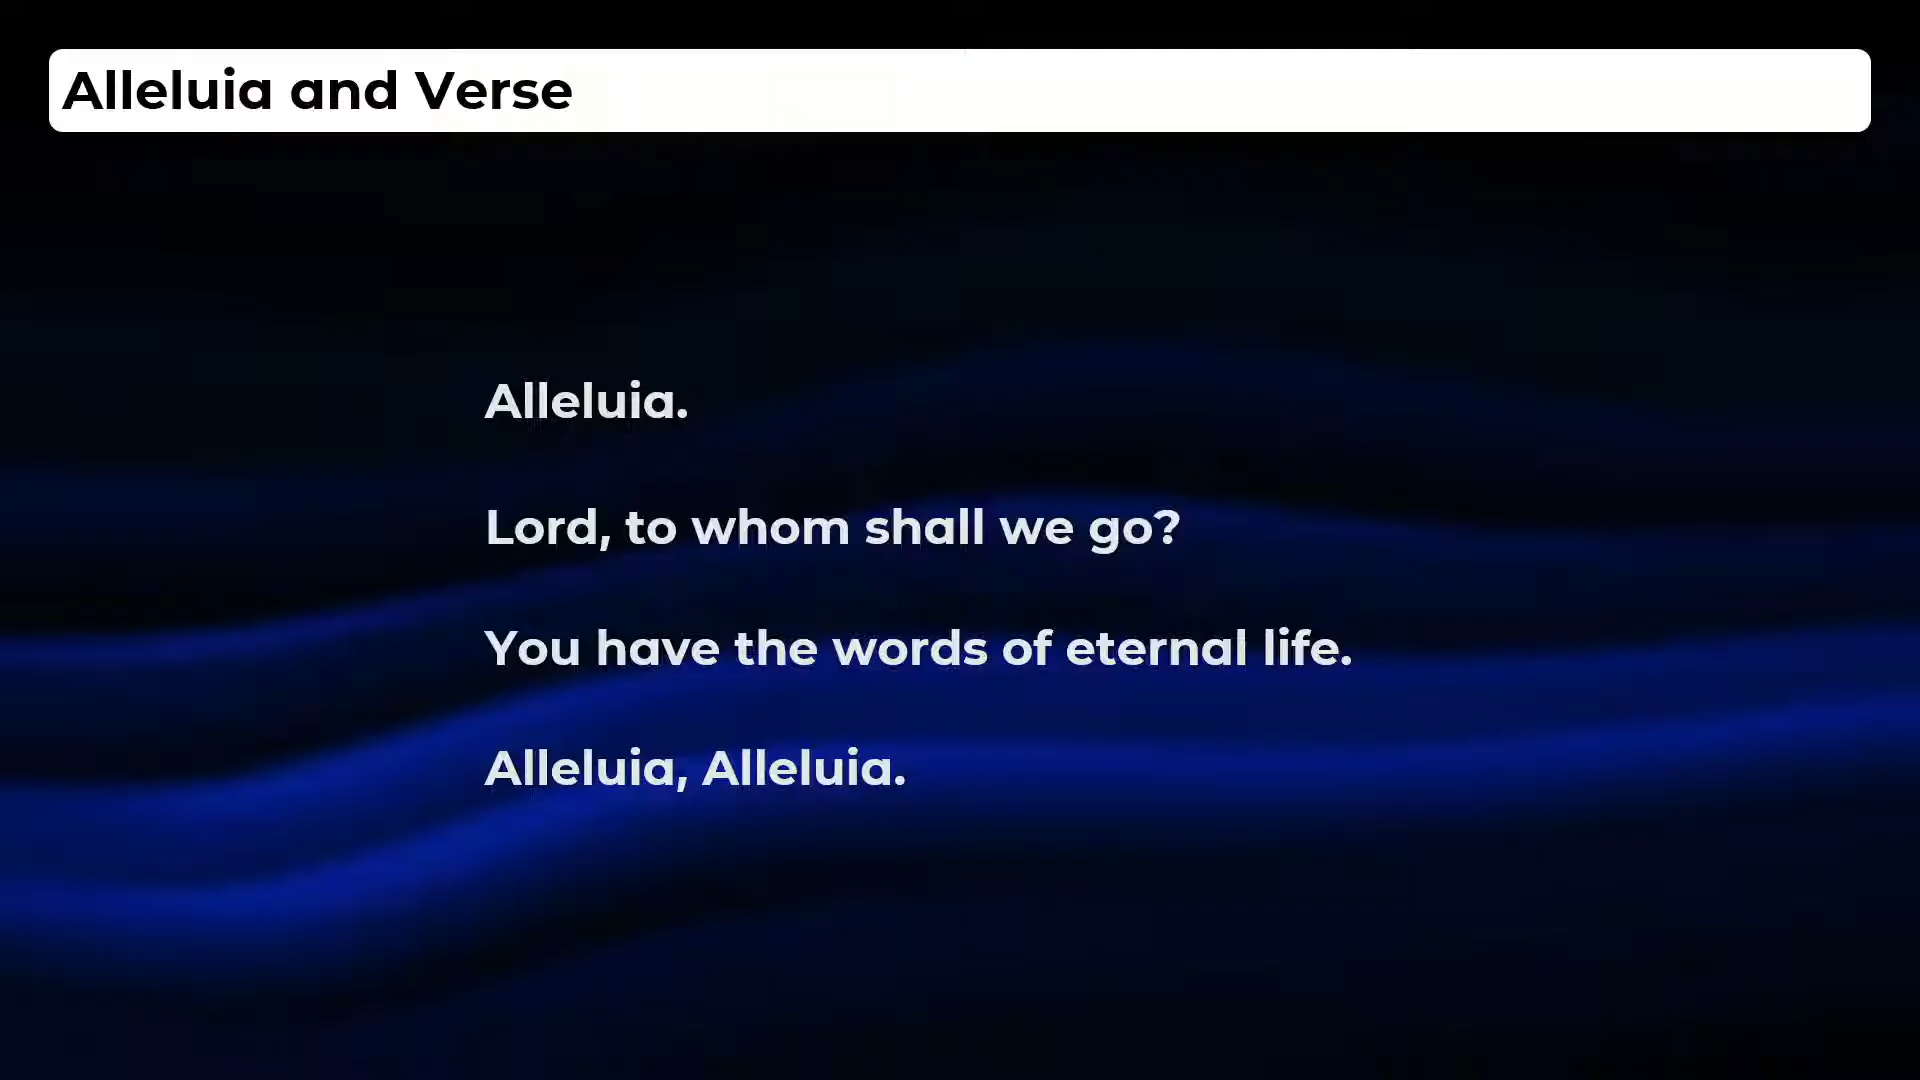 Alleluia and Verse
Alleluia.
Lord, to whom shall we go?
You have the words of eternal life.
Alleluia, Alleluia.